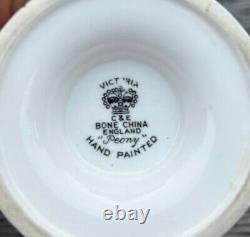 VICTORIA
C&E
BONE CHINA
ENGLAND
"Peony"
HAND PAINTED
ebay